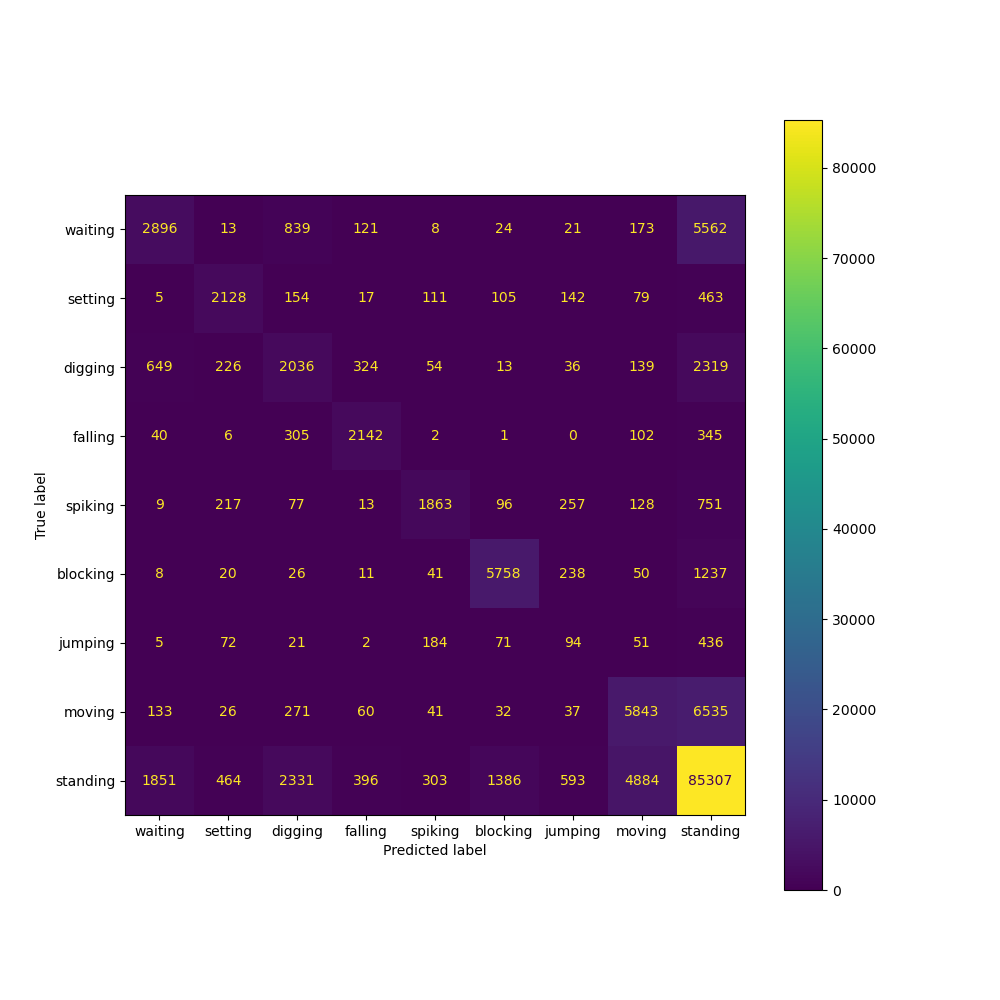 80000
70000
waiting 2896 13 839 121 8 24 21 173 5562
setting 5 2128 154 17 111 105 142 79 463
60000
digging 649 226 2036 324 54 13 36 139 2319
50000
falling 40 6 305 2142 2 1 0 102 345
True label
spiking 9 217 77 13 1863 96 257 128 751
40000
blocking 8 20 26 11 41 5758 238 50 1237
30000
jumping 5 72 21 2 184 71 94 51 436
20000
moving 133 26 271 60 41 32 37 5843 6535
standing 1851 464 2331 396 303 1386 593 4884 85307
10000
waiting setting digging falling spiking blocking jumping moving standing
Predicted label
0